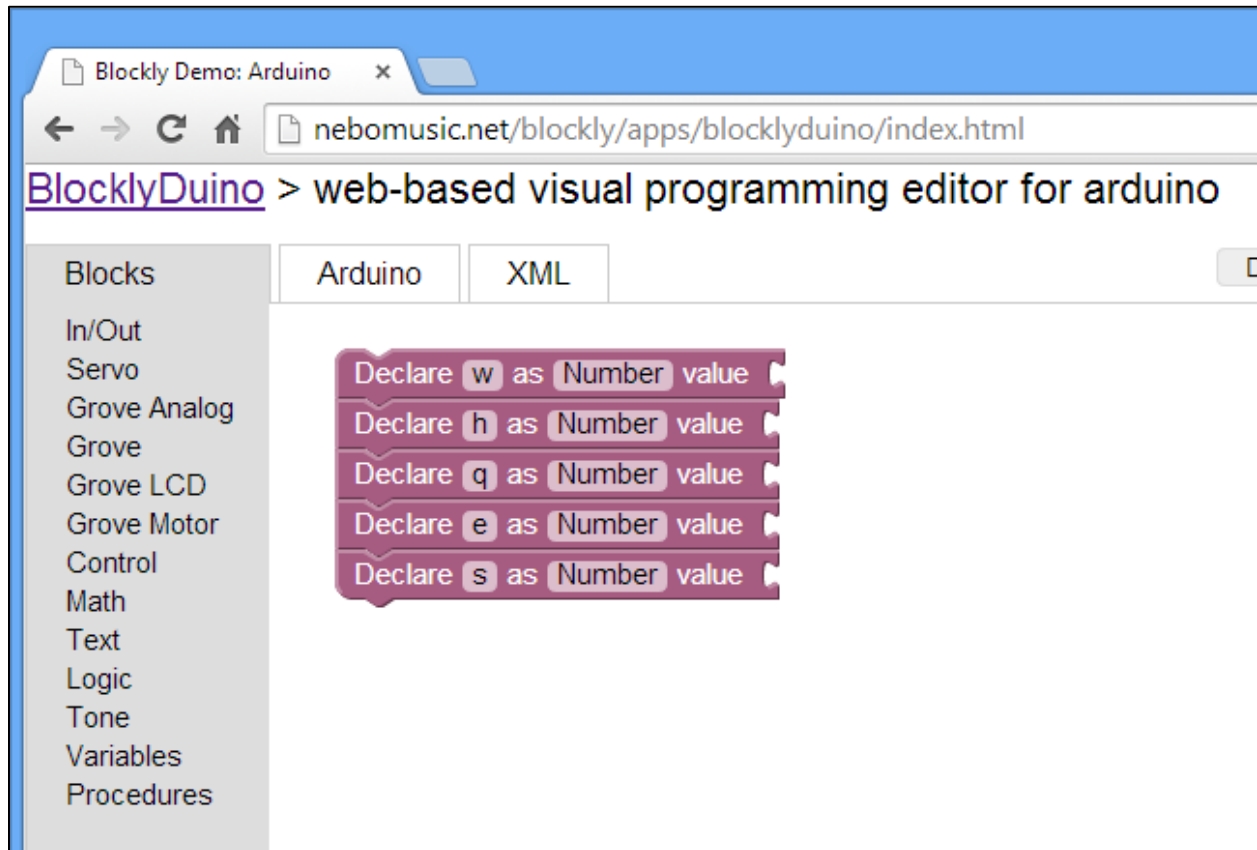 Blockly Demo: Arduino
nebomusic.net/blockly/apps/blocklyduino/index.html
BlocklyDuino > web-based visual programming editor for arduino
Blocks
Arduino
XML
In/Out
Servo
Grove Analog
Grove
Grove LCD
Grove Motor
Control
Math
Text
Logic
Tone
Variables
Procedures
Declare w as Number value
Declare h as Number value
Declare q as Number value
Declare e as Number value
Declare s as Number value